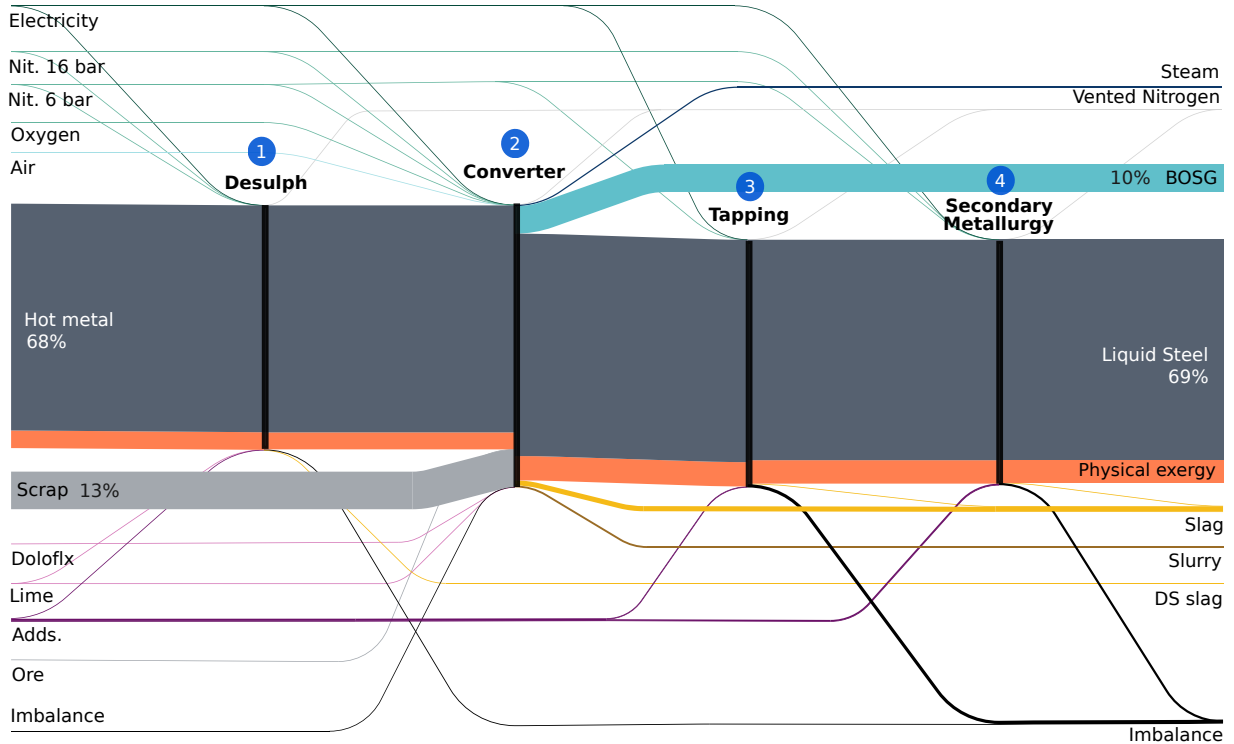 Electricity
Nit. 16 bar
Nit. 6 bar
Oxygen
Air
1
Desulph
2
Converter
3
Tapping
4
Secondary
Metallurgy
Steam
Vented Nitrogen
10% BOSG
Hot metal
68%
Liquid Steel
69%
Physical exergy
Scrap 13%
Doloflx
Lime
Adds.
Ore
Imbalance
Slag
Slurry
DS slag
Imbalance